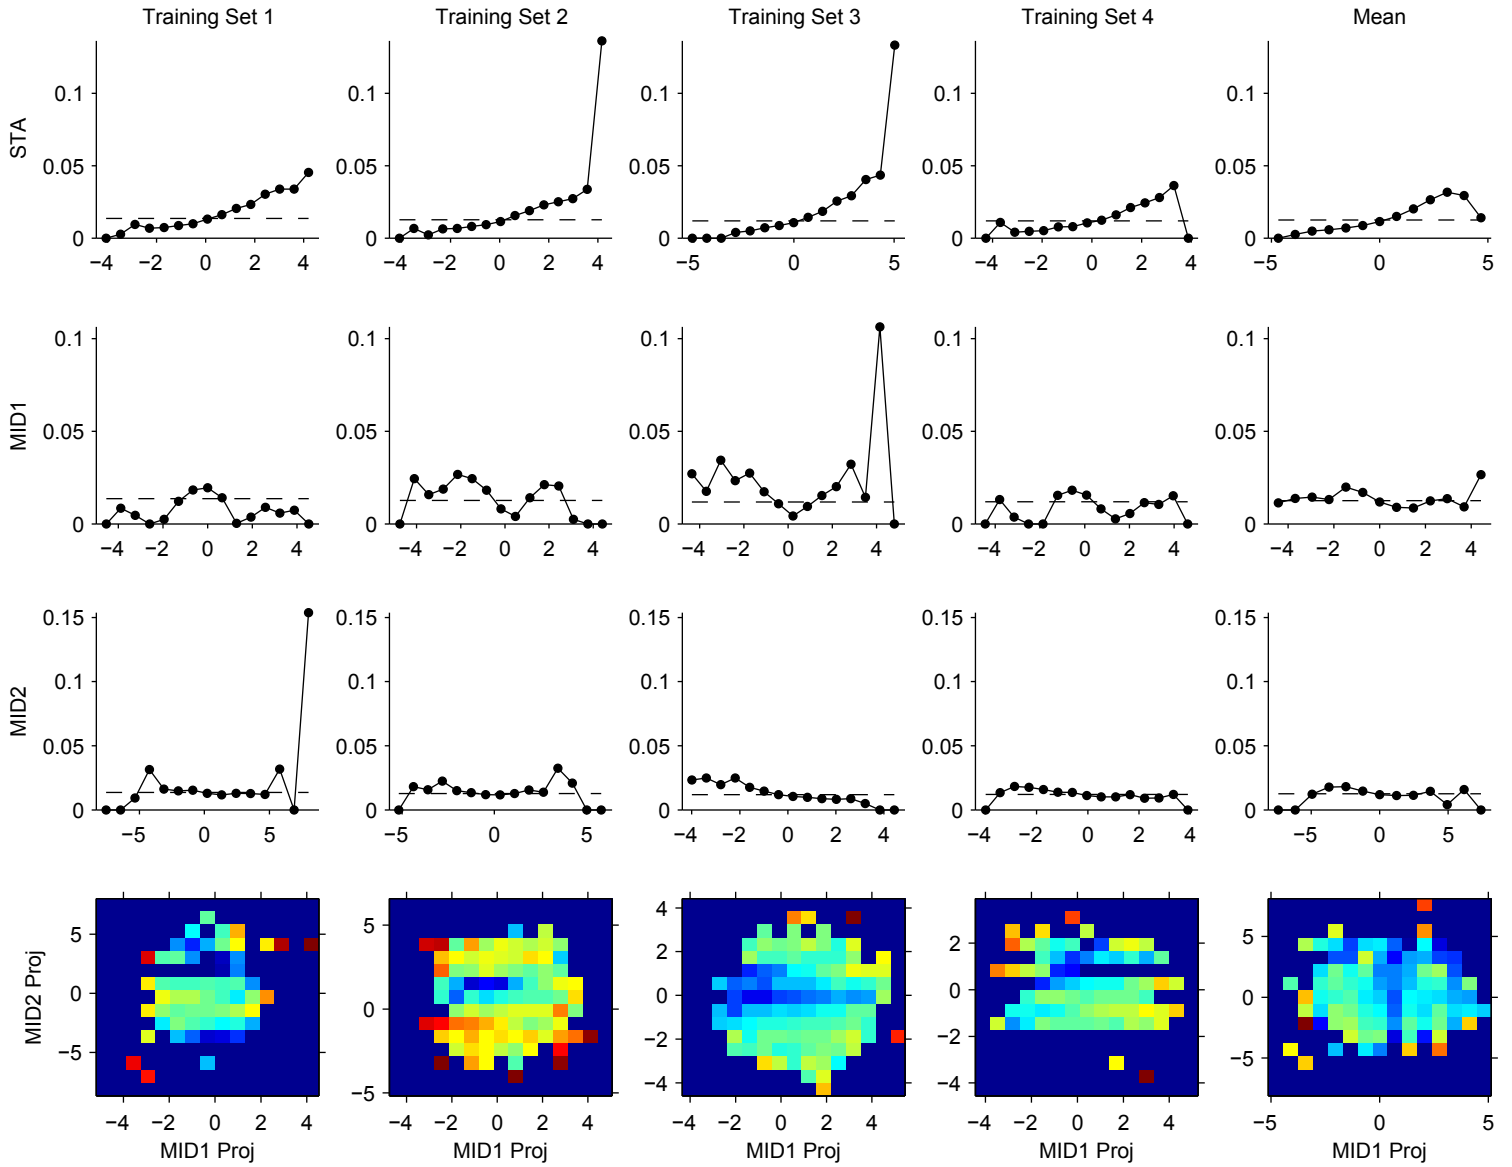 Training Set 1 Training Set 2 Training Set 3 Training Set 4 Mean
STA
0.1 0.1 0.1 0.1 0.1
0.05 0.05 0.05 0.05 0.05
0 0 0 0 0
−4 −2 0 2 4 −4 −2 0 2 4 −5 0 5 −4 −2 0 2 4 −5 0 5
MID1
0.1 0.1 0.1 0.1 0.1
0.05 0.05 0.05 0.05 0.05
0 0 0 0 0
−4 −2 0 2 4 −4 −2 0 2 4 −4 −2 0 2 4 −4 −2 0 2 4 −4 −2 0 2 4
MID2
0.15 0.15 0.15 0.15 0.15
0.1 0.1 0.1 0.1 0.1
0.05 0.05 0.05 0.05 0.05
0 0 0 0 0
−5 0 5 −5 0 5 −4 −2 0 2 4 −4 −2 0 2 4 −5 0 5
MID2 Proj
5 0 −5
5 0 −5
4 2 0 −2 −4
2 0 −2 −4
5 0 −5
−4 −2 0 2 4 −4 −2 0 2 4 −4 −2 0 2 4 −4 −2 0 2 4 −5 0 5
MID1 Proj MID1 Proj MID1 Proj MID1 Proj MID1 Proj